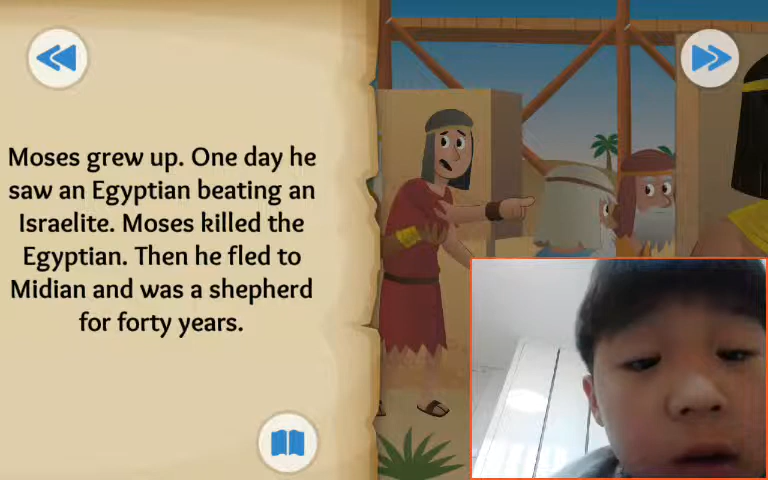 Moses grew up. One day he
saw an Egyptian beating an
Israelite. Moses killed the
Egyptian. Then he fled to
Midian and was a shepherd
for forty years.